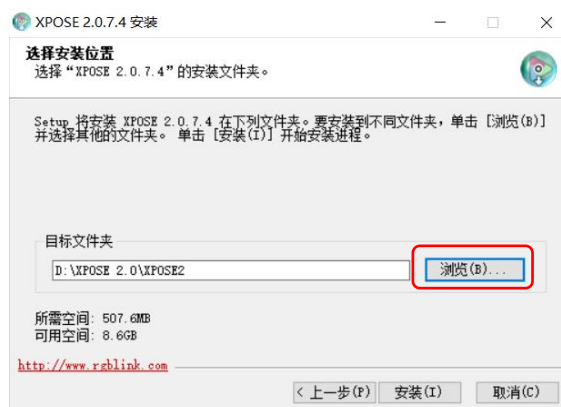 XPOSE 2.0.7.4 安装
选择安装位置
选择“XPOSE 2.0.7.4”的安装文件夹。
Setup 将安装 XPOSE 2.0.7.4 在下列文件夹。要安装到不同文件夹，单击 [浏览(B)]
并选择其他的文件夹。 单击 [安装(I)] 开始安装进程。
目标文件夹
D:\XPOSE 2.0\XPOSE2
浏览(B)...
所需空间: 507.6MB
可用空间: 8.6GB
http://www.rgblink.com
< 上一步(P) 安装(I) 取消(C)